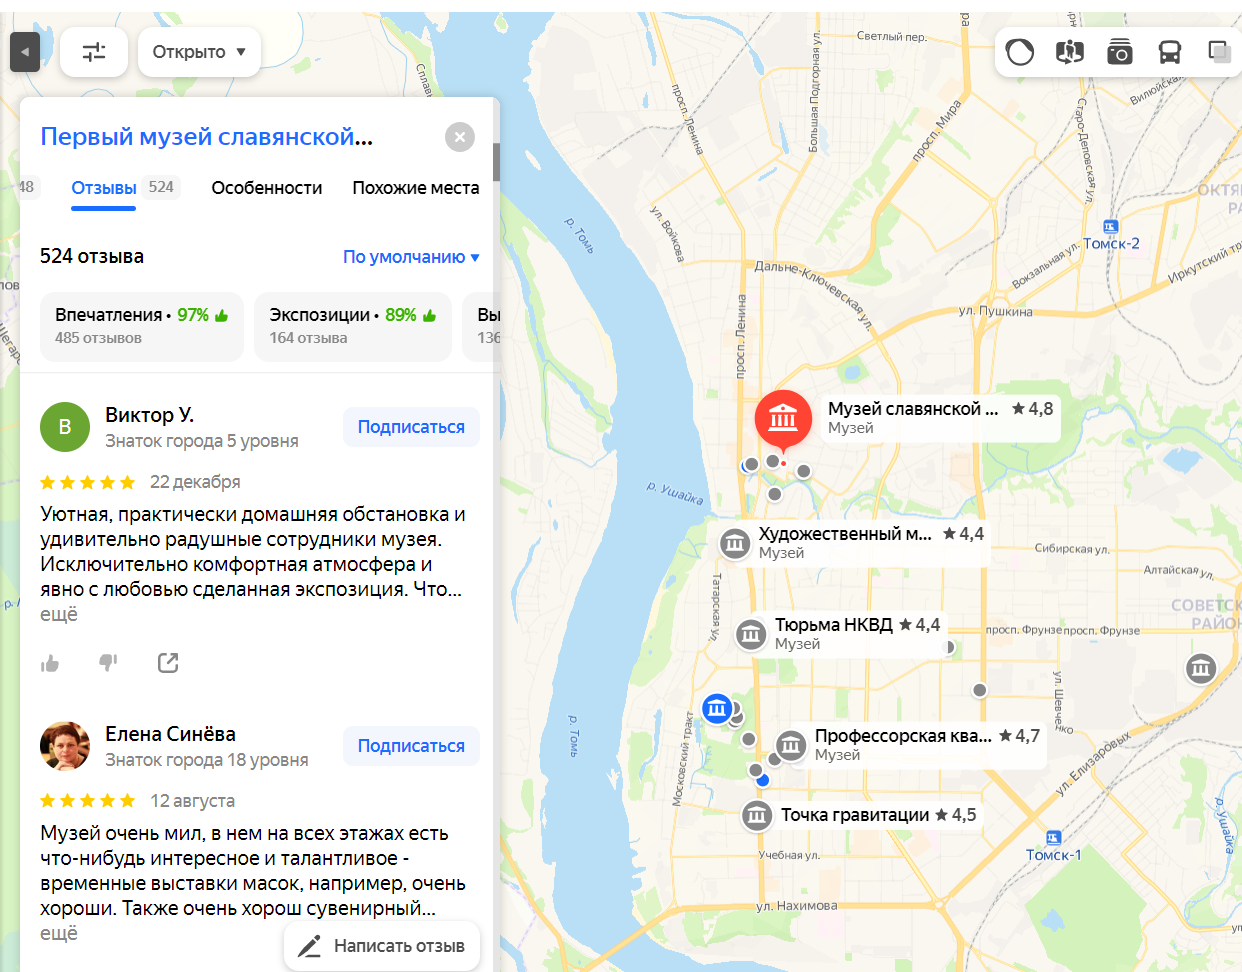 Открыто
Первый музей славянской...
48
Отзывы 524
Особенности
Похожие места
524 отзыва
По умолчанию
Впечатления • 97%
485 отзывов
Экспозиции • 89%
164 отзыва
Вы
136
В
Виктор У.
Знаток города 5 уровня
Подписаться
22 декабря
Уютная, практически домашняя обстановка и
удивительно радушные сотрудники музея.
Исключительно комфортная атмосфера и
явно с любовью сделанная экспозиция. Что...
ещё
Елена Синёва
Знаток города 18 уровня
Подписаться
12 августа
Музей очень мил, в нем на всех этажах есть
что-нибудь интересное и талантливое -
временные выставки масок, например, очень
хороши. Также очень хорош сувенирный...
ещё
Написать отзыв
Светлый пер.
Большая Подгорная ул.
просп. Ленина
просп. Мира
Старо-Деповская ул.
Вилюйская
ОКТЯ
РА
р. Томь
ул. Войкова
Томск-2
Вокзальная ул.
Иркутский тр
Дальне-Ключевская ул.
ул. Пушкина
просп. Ленина
Музей славянской ... 4,8
Музей
р. Ушайка
Художественный м... 4,4
Музей
Сибирская ул.
Алтайская ул.
Татарская ул.
СОВЕТСК
РАЙОН
Тюрьма НКВД 4,4
Музей
просп. Фрунзе
просп. Фрунзе
ул. Шевченко
р. Томь
Московский тракт
Профессорская ква... 4,7
Музей
ул. Елизаровых
р. Ушайка
Точка гравитации 4,5
Томск-1
Учебная ул.
ул. Нахимова